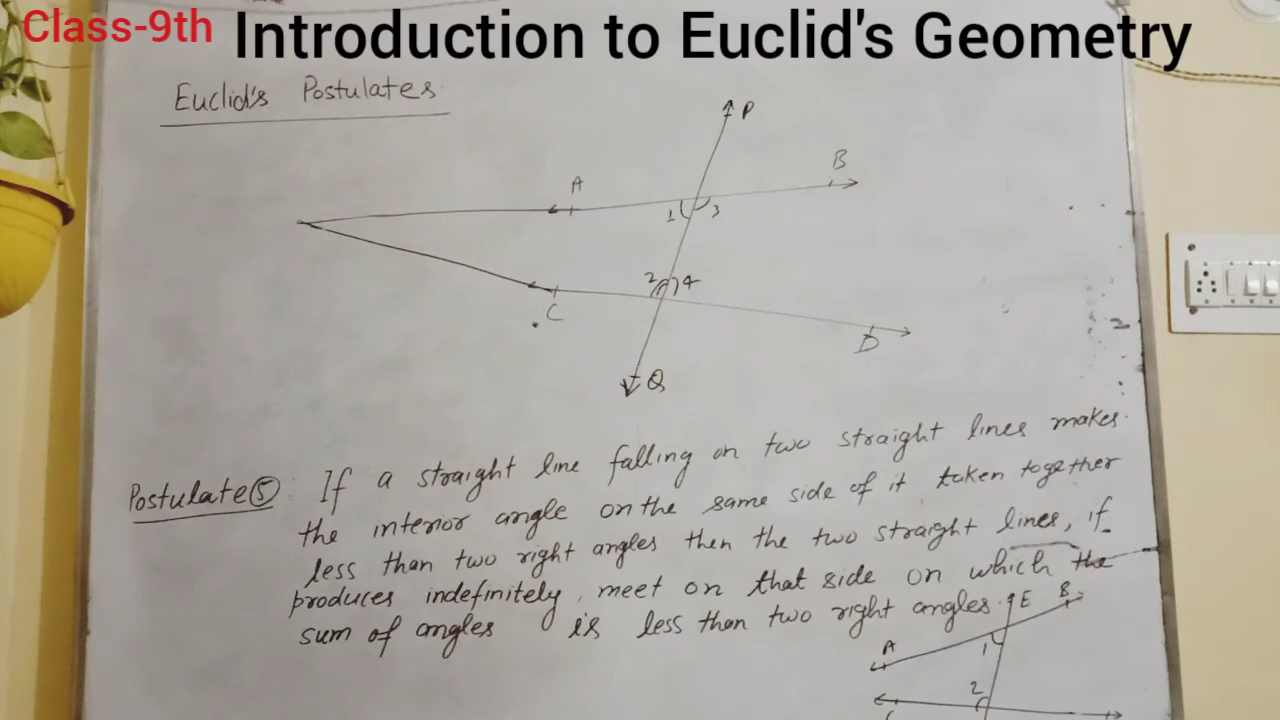 Class-9th Introduction to Euclid's Geometry
Euclid's Postulates.
P
B
A
1 3
2 4
C
D
Q
Postulate 5 If a straight line falling on two straight lines makes
the interior angle on the same side of it taken together
less than two right angles then the two straight lines, if
produces indefinitely, meet on that side on which the
sum of angles is less than two right angles.
E
B
A
1
2